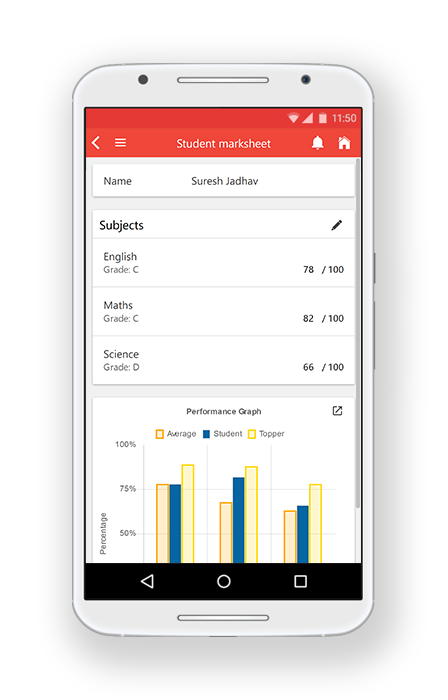 11:50
Student marksheet
Name Suresh Jadhav
Subjects
English
Grade: C
78 / 100
Maths
Grade: C
82 / 100
Science
Grade: D
66 / 100
Performance Graph
Average Student Topper
100%
75%
50%
Percentage